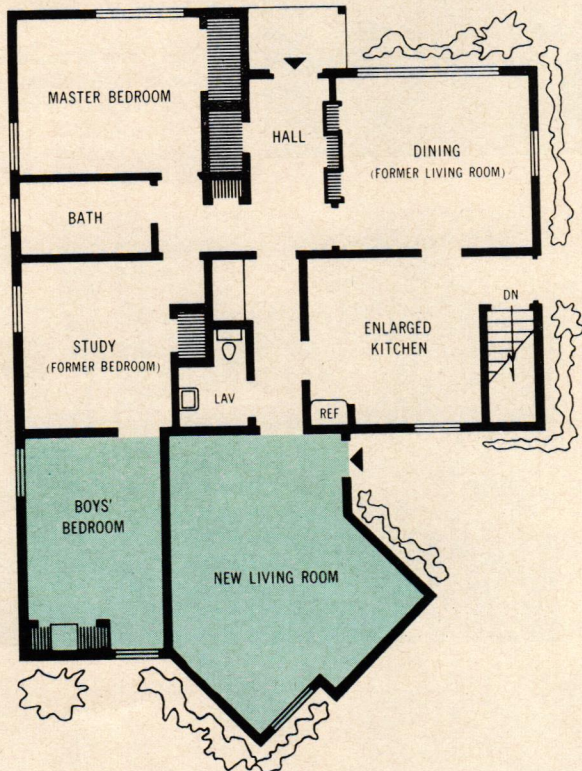 MASTER BEDROOM
HALL
DINING
(FORMER LIVING ROOM)
BATH
DN
STUDY
(FORMER BEDROOM)
ENLARGED
KITCHEN
LAV
REF
BOYS'
BEDROOM
NEW LIVING ROOM